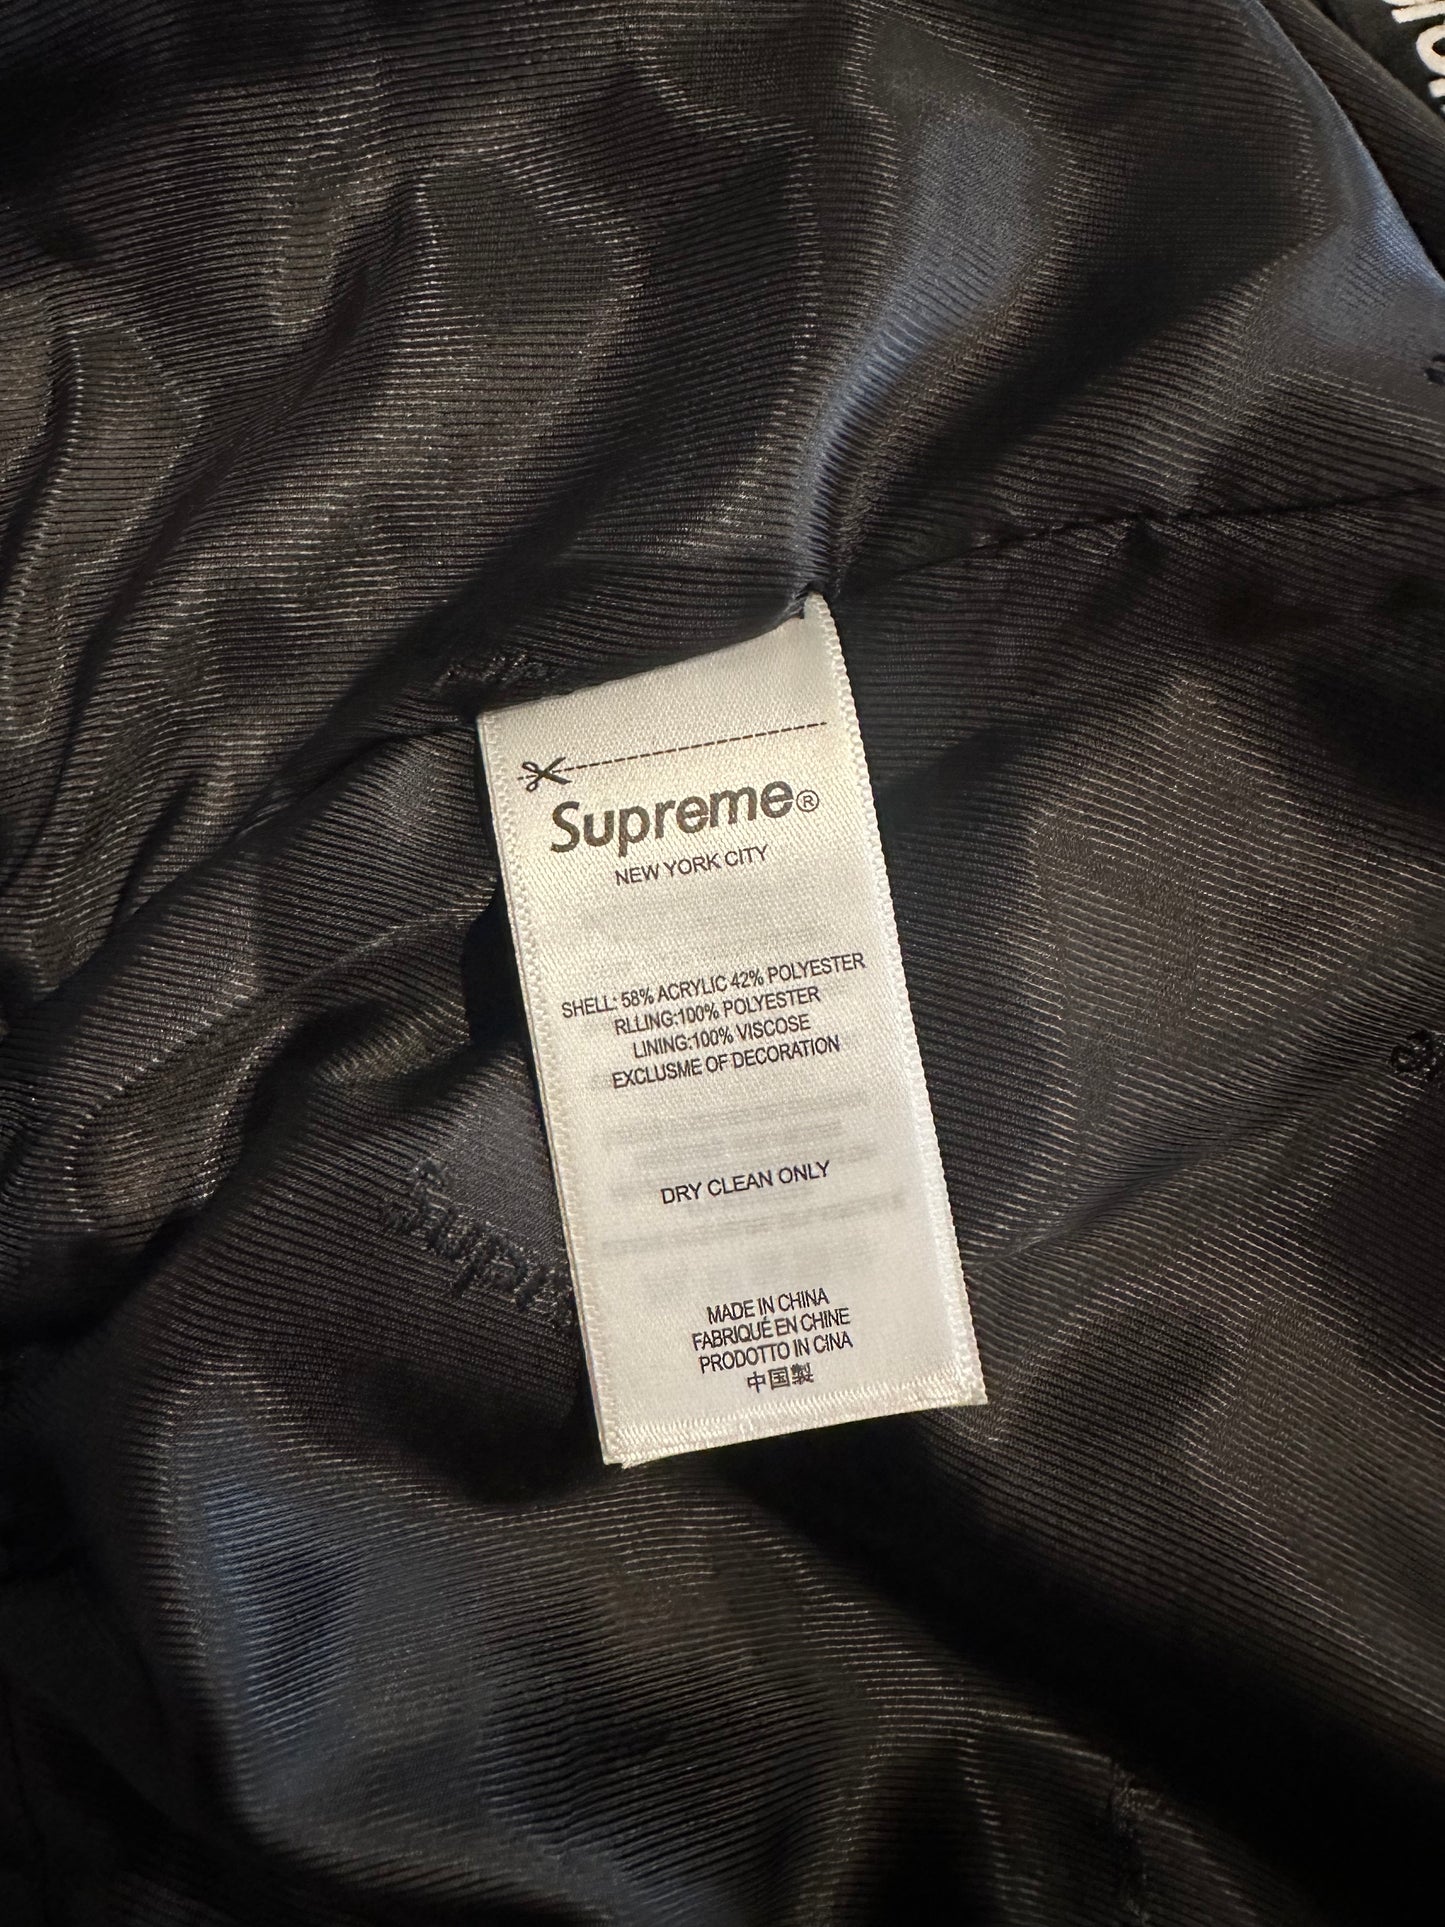 Supreme®
NEW YORK CITY
SHELL: 58% ACRYLIC 42% POLYESTER
RLLING:100% POLYESTER
LINING:100% VISCOSE
EXCLUSME OF DECORATION
DRY CLEAN ONLY
MADE IN CHINA
FABRIQUÉ EN CHINE
PRODOTTO IN CINA
中国製